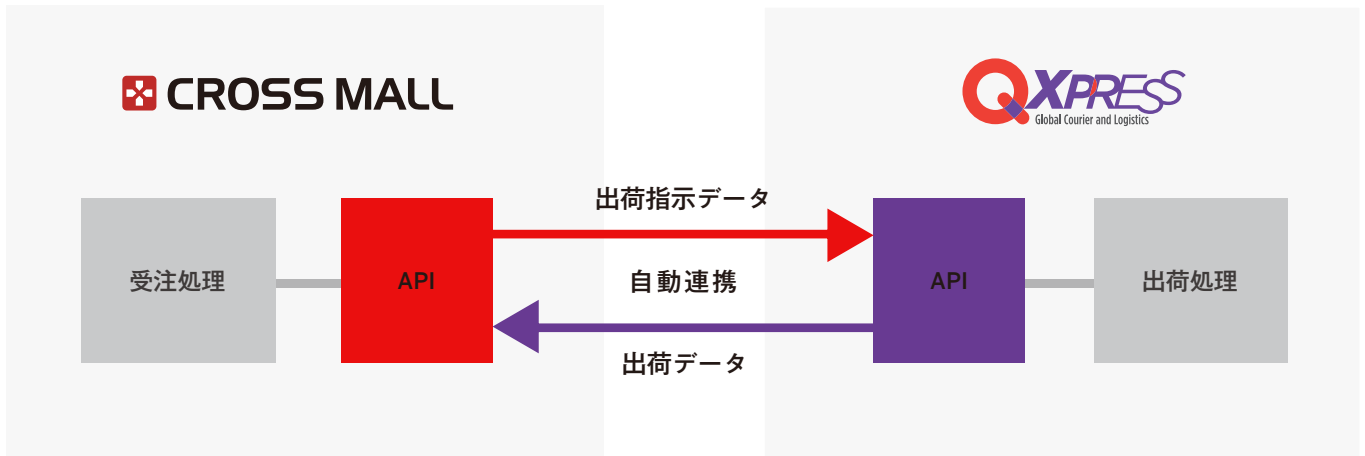 CROSS MALL
QXPRESS
Global Courier and Logistics
出荷指示データ
受注処理
API
自動連携
API
出荷処理
出荷データ